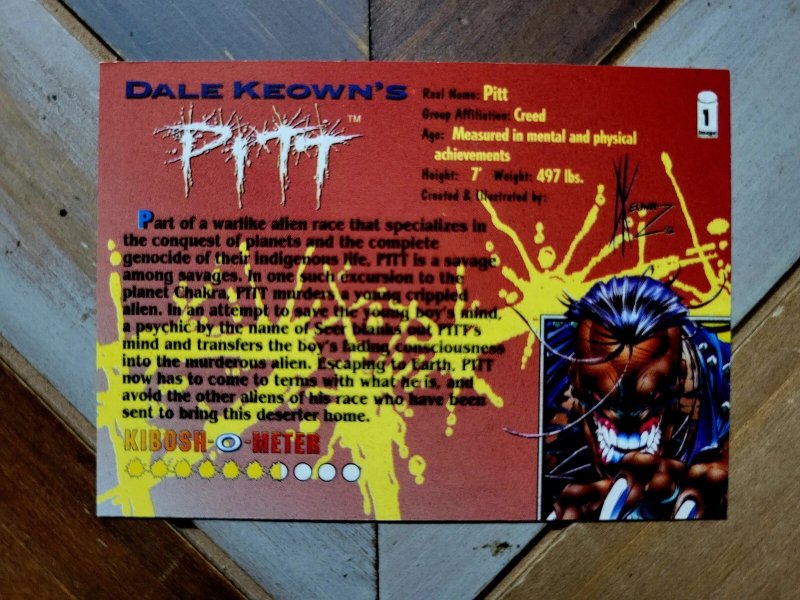 DALE KEOWN'S
PITT™
Real Name: Pitt
Group Affiliation: Creed
Age: Measured in mental and physical
achievements
Height: 7' Weight: 497 lbs.
Created & Illustrated by:
1
image
Part of a warlike alien race that specializes in
the conquest of planets and the complete
genocide of their indigenous life, PITT is a savage
among savages. In one such excursion to the
planet Chakra, PITT murders a young crippled
alien. In an attempt to save the young boy's mind,
a psychic by the name of Seer blanks out PITT's
mind and transfers the boy's fading consciousness
into the murderous alien. Escaping to Earth, PITT
now has to come to terms with what he is, and
avoid the other aliens of his race who have been
sent to bring this deserter home.
KIBOSH-O-METER